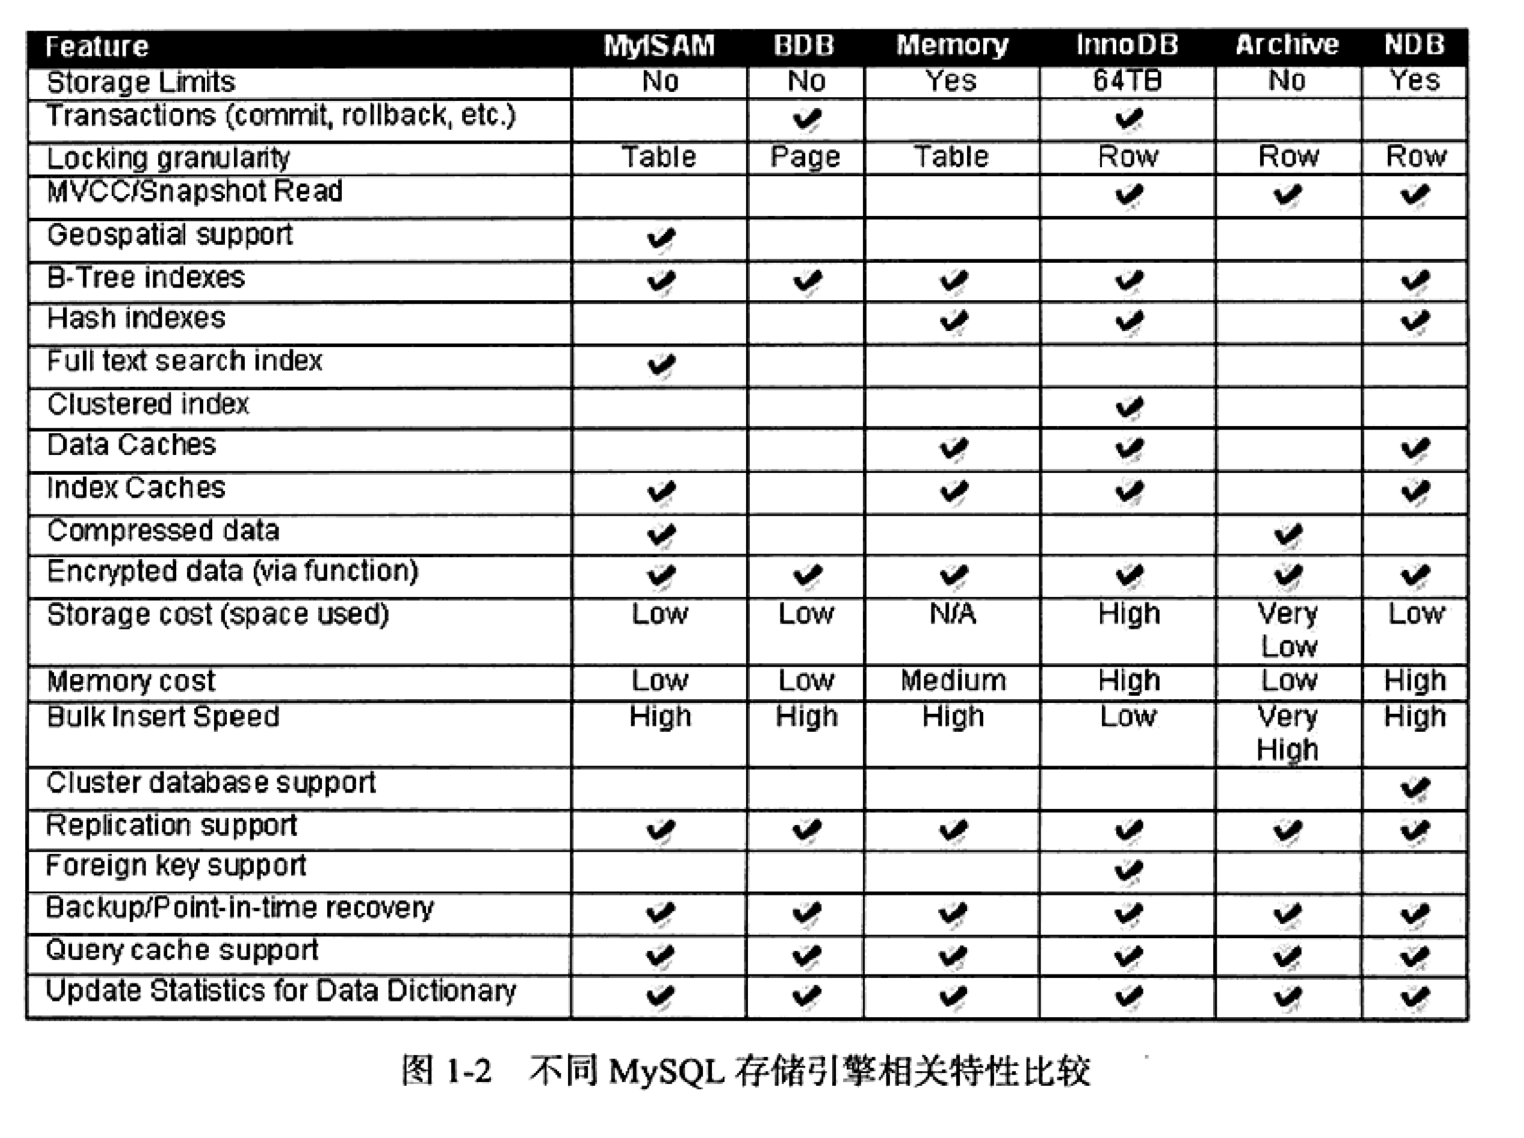 Feature MyISAM BDB Memory InnoDB Archive NDB
Storage Limits No No Yes 64TB No Yes
Transactions (commit, rollback, etc.) ✔ ✔
Locking granularity Table Page Table Row Row Row
MVCC/Snapshot Read ✔ ✔ ✔
Geospatial support ✔
B-Tree indexes ✔ ✔ ✔ ✔ ✔
Hash indexes ✔ ✔ ✔
Full text search index ✔
Clustered index ✔
Data Caches ✔ ✔ ✔
Index Caches ✔ ✔ ✔ ✔
Compressed data ✔ ✔
Encrypted data (via function) ✔ ✔ ✔ ✔ ✔ ✔
Storage cost (space used) Low Low N/A High Very Low
Low
Memory cost Low Low Medium High Low High
Bulk Insert Speed High High High Low Very High
High
Cluster database support ✔
Replication support ✔ ✔ ✔ ✔ ✔ ✔
Foreign key support ✔
Backup/Point-in-time recovery ✔ ✔ ✔ ✔ ✔ ✔
Query cache support ✔ ✔ ✔ ✔ ✔ ✔
Update Statistics for Data Dictionary ✔ ✔ ✔ ✔ ✔ ✔
图 1-2 不同 MySQL 存储引擎相关特性比较